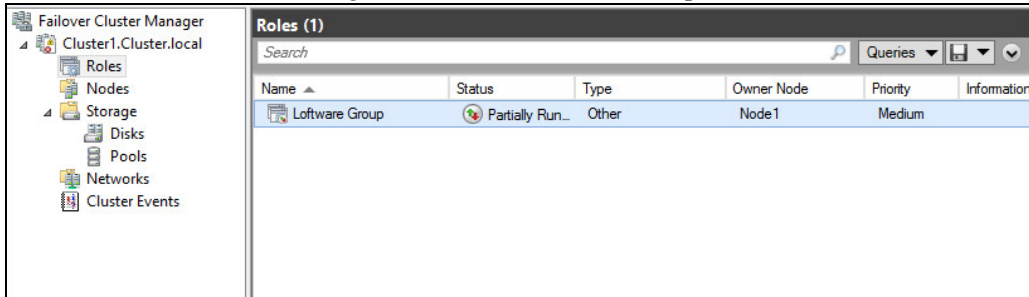 Failover Cluster Manager
Cluster1.Cluster.local
Roles
Nodes
Storage
Disks
Pools
Networks
Cluster Events
Roles (1)
Search
Queries
Name Status Type Owner Node Priority Information
Loftware Group Partially Run... Other Node1 Medium